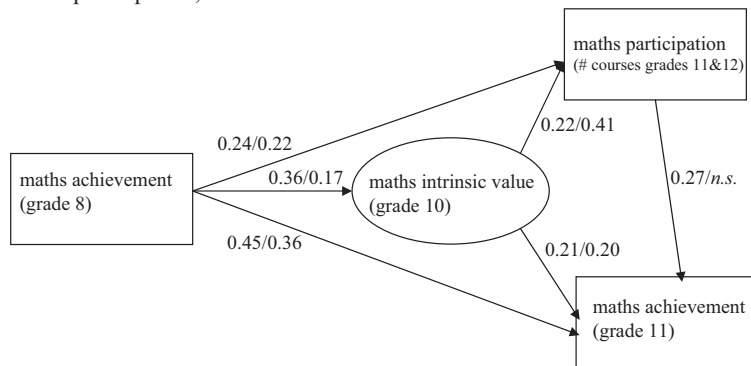 maths participation
(# courses grades 11&12)
0.24/0.22
0.22/0.41
maths achievement
(grade 8)
0.36/0.17
maths intrinsic value
(grade 10)
0.27/n.s.
0.45/0.36
0.21/0.20
maths achievement
(grade 11)